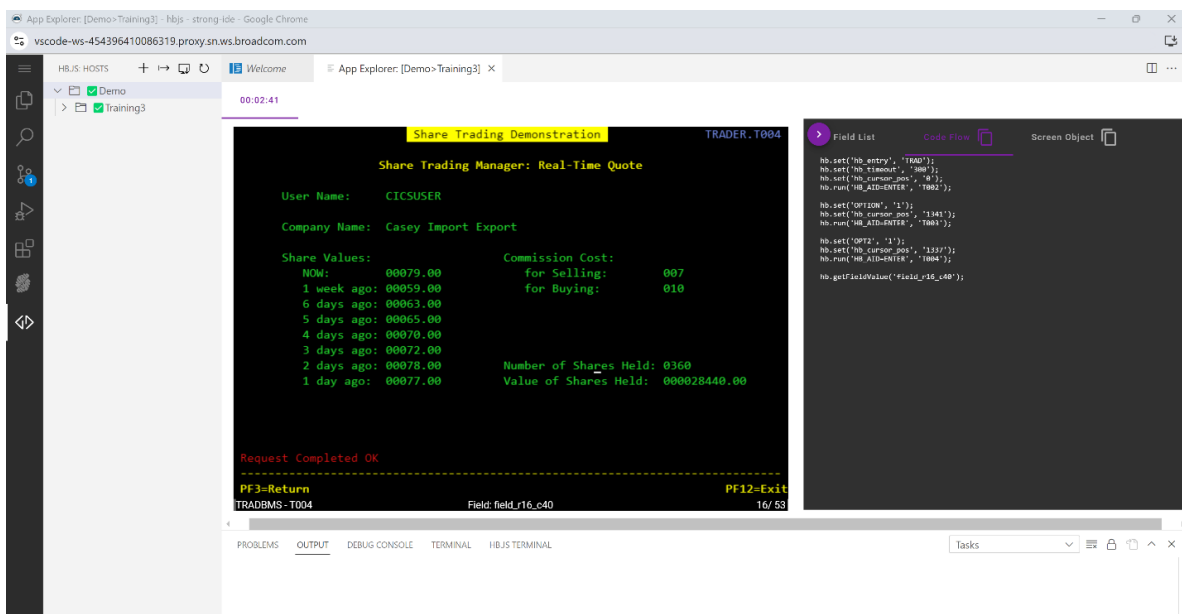 App Explorer: [Demo>Training3] - hbjs - strong-ide - Google Chrome
vscode-ws-454396410086319.proxy.sn.ws.broadcom.com
HBJS: HOSTS
Welcome
App Explorer: [Demo>Training3]
Demo
Training3
1
00:02:41
Share Trading Demonstration TRADER.T004
Share Trading Manager: Real-Time Quote
User Name: CICSUSER
Company Name: Casey Import Export
Share Values: Commission Cost:
NOW: 00079.00 for Selling: 007
1 week ago: 00059.00 for Buying: 010
6 days ago: 00063.00
5 days ago: 00065.00
4 days ago: 00070.00
3 days ago: 00072.00
2 days ago: 00078.00 Number of Shares Held: 0360
1 day ago: 00077.00 Value of Shares Held: 000028440.00
Request Completed OK
PF3=Return PF12=Exit
TRADBMS - T004 Field: field_r16_c40 16/ 53
Field List Code Flow Screen Object
hb.set('hb_entry', 'TRAD');
hb.set('hb_timeout', '300');
hb.set('hb_cursor_pos', '0');
hb.run('HB_AID=ENTER', 'T002');
hb.set('OPTION', '1');
hb.set('hb_cursor_pos', '1341');
hb.run('HB_AID=ENTER', 'T003');
hb.set('OPT2', '1');
hb.set('hb_cursor_pos', '1337');
hb.run('HB_AID=ENTER', 'T004');
hb.getFieldValue('field_r16_c40');
PROBLEMS OUTPUT DEBUG CONSOLE TERMINAL HBJS TERMINAL
Tasks